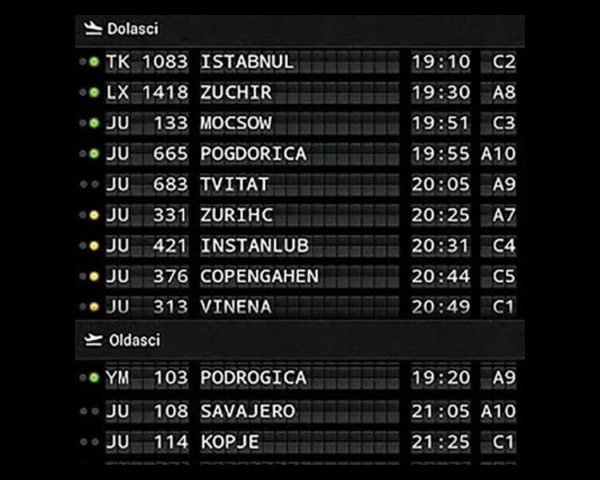 Dolasci
TK 1083 ISTABNUL 19:10 C2
LX 1418 ZUCHIR 19:30 A8
JU 133 MOCSOW 19:51 C3
JU 665 POGDORICA 19:55 A10
JU 683 TVITAT 20:05 A9
JU 331 ZURIHC 20:25 A7
JU 421 INSTANLUB 20:31 C4
JU 376 COPENGAHEN 20:44 C5
JU 313 VINENA 20:49 C1
Oldasci
YM 103 PODROGICA 19:20 A9
JU 108 SAVAJERO 21:05 A10
JU 114 KOPJE 21:25 C1